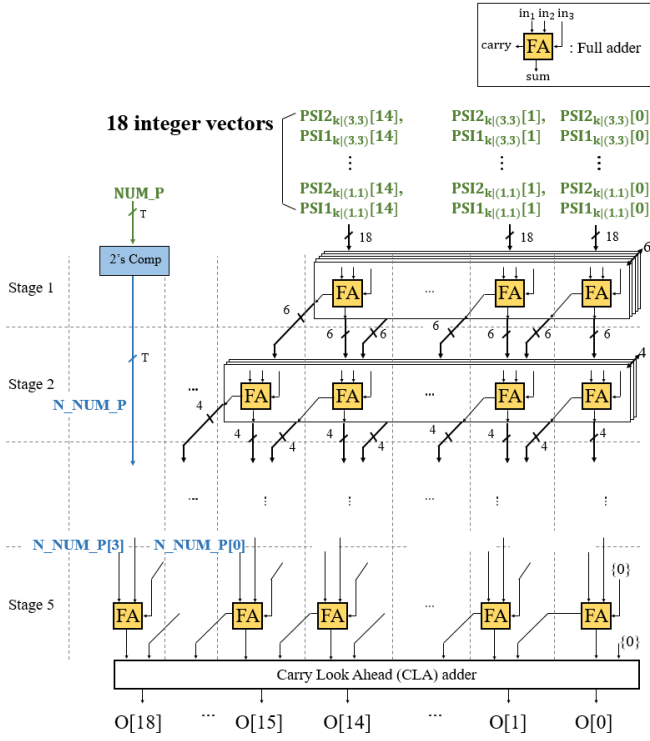 in₁ in₂ in₃
carry FA : Full adder
sum
18 integer vectors
PSI2ₖ|(3.3)[14], PSI2ₖ|(3.3)[1] PSI2ₖ|(3.3)[0]
PSI1ₖ|(3.3)[14] PSI1ₖ|(3.3)[1] PSI1ₖ|(3.3)[0]
⋮ ⋮ ⋮
PSI2ₖ|(1.1)[14], PSI2ₖ|(1.1)[1], PSI2ₖ|(1.1)[0]
PSI1ₖ|(1.1)[14] PSI1ₖ|(1.1)[1] PSI1ₖ|(1.1)[0]
NUM_P
T
18 18 18
2's Comp
6
Stage 1
FA ... FA FA
6 6 6 6 6 6 6
4
T
Stage 2
N_NUM_P
... FA FA ... FA FA
4 4 4 4 4 4 4 4
... ⋮ ⋮ ... ⋮ ⋮
N_NUM_P[3] N_NUM_P[0]
{0}
Stage 5
FA FA FA ... FA FA
{0}
Carry Look Ahead (CLA) adder
O[18] ... O[15] O[14] ... O[1] O[0]